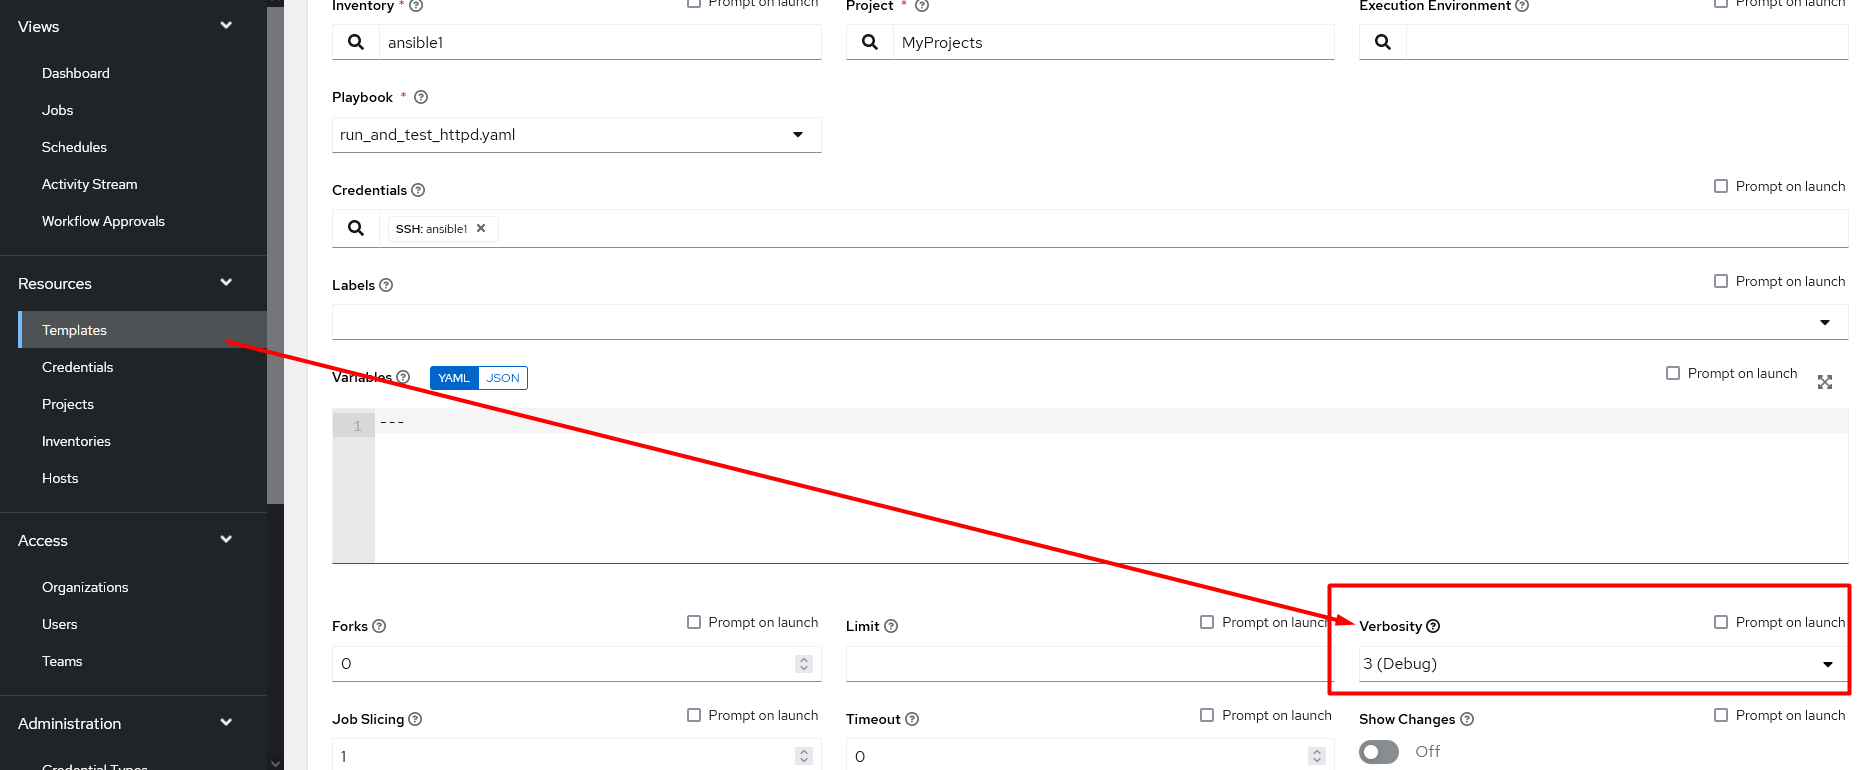 Views
Dashboard
Jobs
Schedules
Activity Stream
Workflow Approvals
Resources
Templates
Credentials
Projects
Inventories
Hosts
Access
Organizations
Users
Teams
Administration
Credential Types
Inventory *
Prompt on launch
Project *
Execution Environment
Prompt on launch
ansible1
MyProjects
Playbook *
run_and_test_httpd.yaml
Credentials
Prompt on launch
SSH: ansible1
Labels
Prompt on launch
Variables
YAML JSON
Prompt on launch
1 ---
Forks
Prompt on launch
Limit
Prompt on launch
Verbosity
Prompt on launch
0
3 (Debug)
Job Slicing
Prompt on launch
Timeout
Prompt on launch
Show Changes
Prompt on launch
1
0
Off